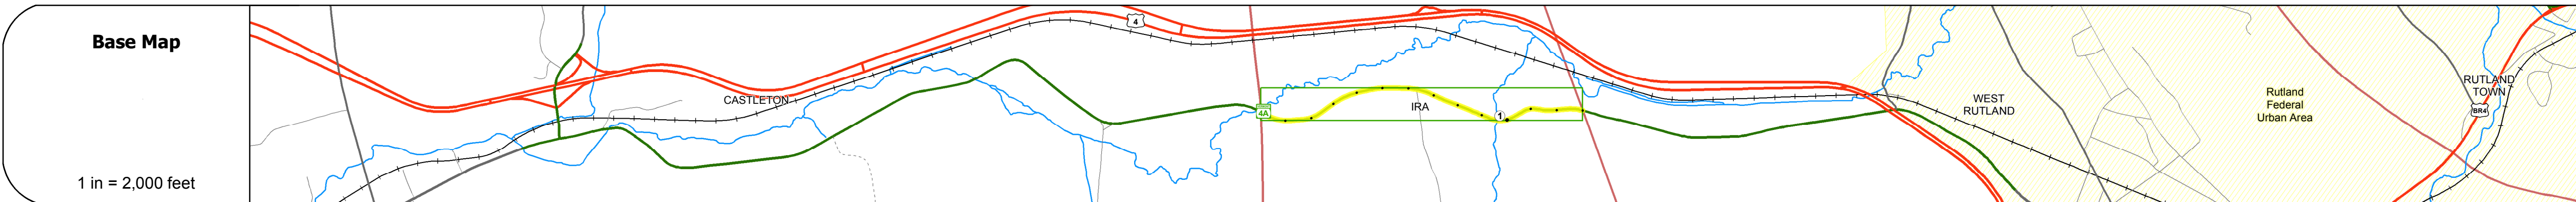 Base Map
1 in = 2,000 feet
4
CASTLETON
4A
IRA
1
WEST
RUTLAND
Rutland
Federal
Urban Area
RUTLAND
TOWN
BR4